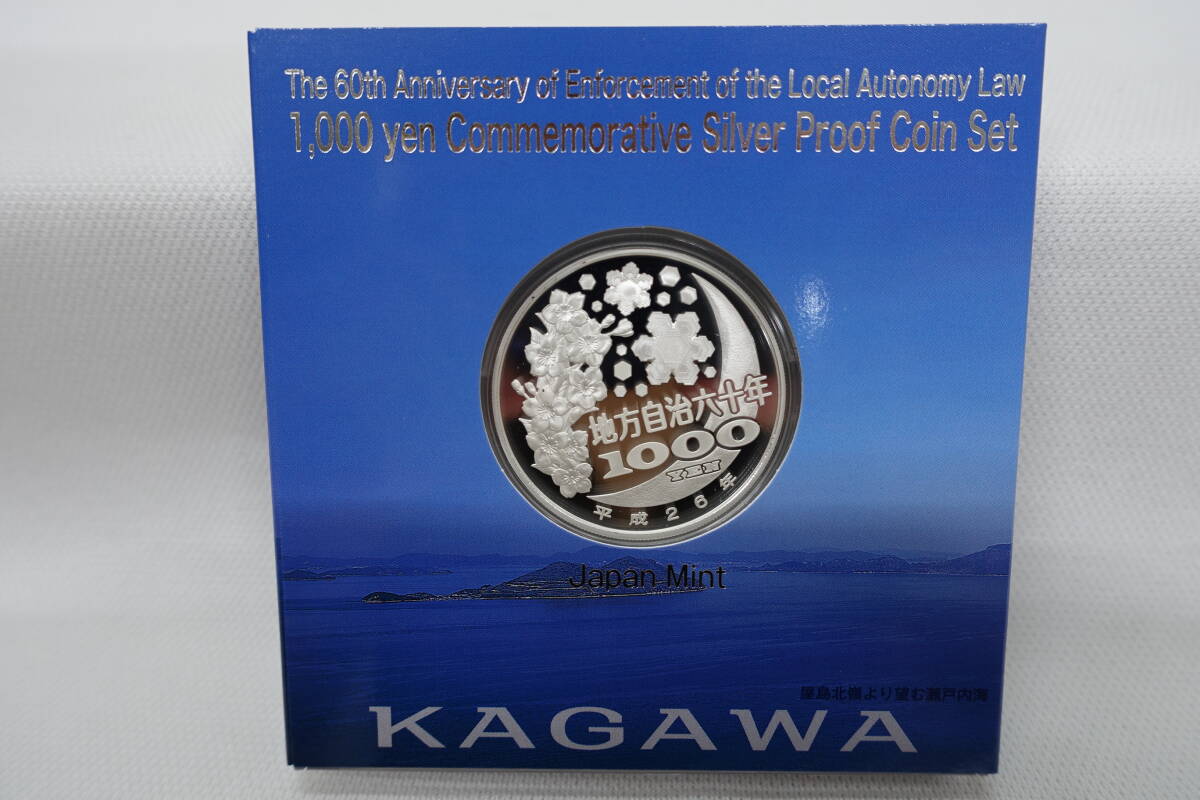 The 60th Anniversary of Enforcement of the Local Autonomy Law
1,000 yen Commemorative Silver Proof Coin Set
地方自治六十年
1000
YEN
平成26年
Japan Mint
屋島北嶺より望む瀬戸内海
KAGAWA